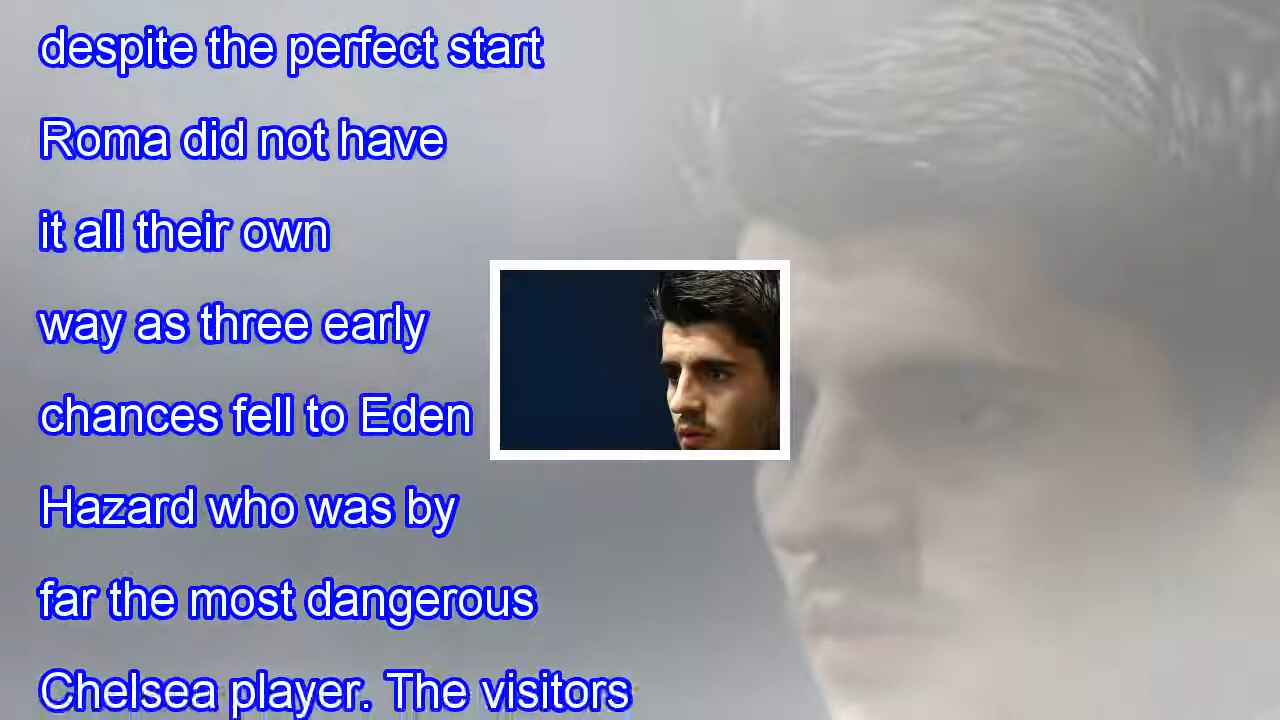 despite the perfect start
Roma did not have
it all their own
way as three early
chances fell to Eden
Hazard who was by
far the most dangerous
Chelsea player. The visitors